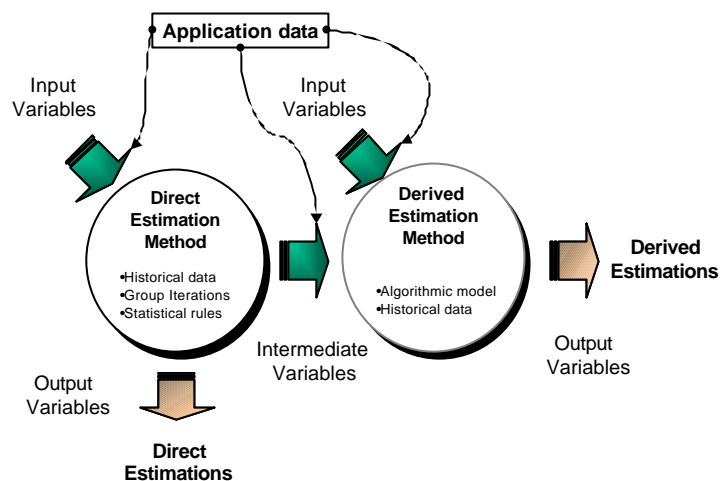 Application data
Input
Variables
Input
Variables
Direct
Estimation
Method
•Historical data
•Group Iterations
•Statistical rules
Derived
Estimation
Method
•Algorithmic model
•Historical data
Derived
Estimations
Intermediate
Variables
Output
Variables
Output
Variables
Direct
Estimations